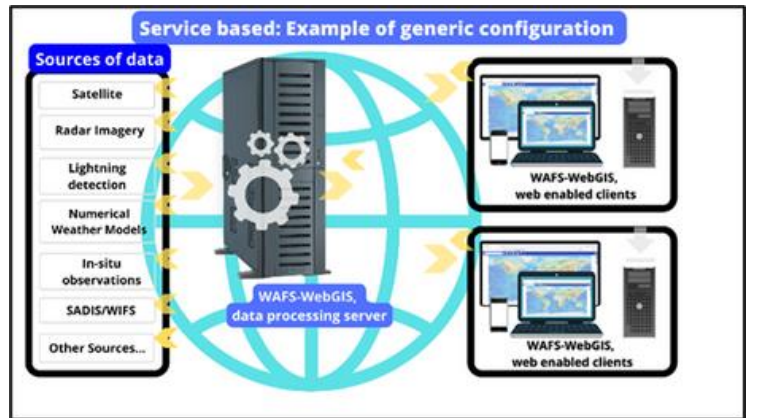 Service based: Example of generic configuration
Sources of data
Satellite
Radar Imagery
Lightning
detection
Numerical
Weather Models
In-situ
observations
SADIS/WIFS
Other Sources...
WAFS-WebGIS,
data processing server
WAFS-WebGIS,
web enabled clients
WAFS-WebGIS,
web enabled clients